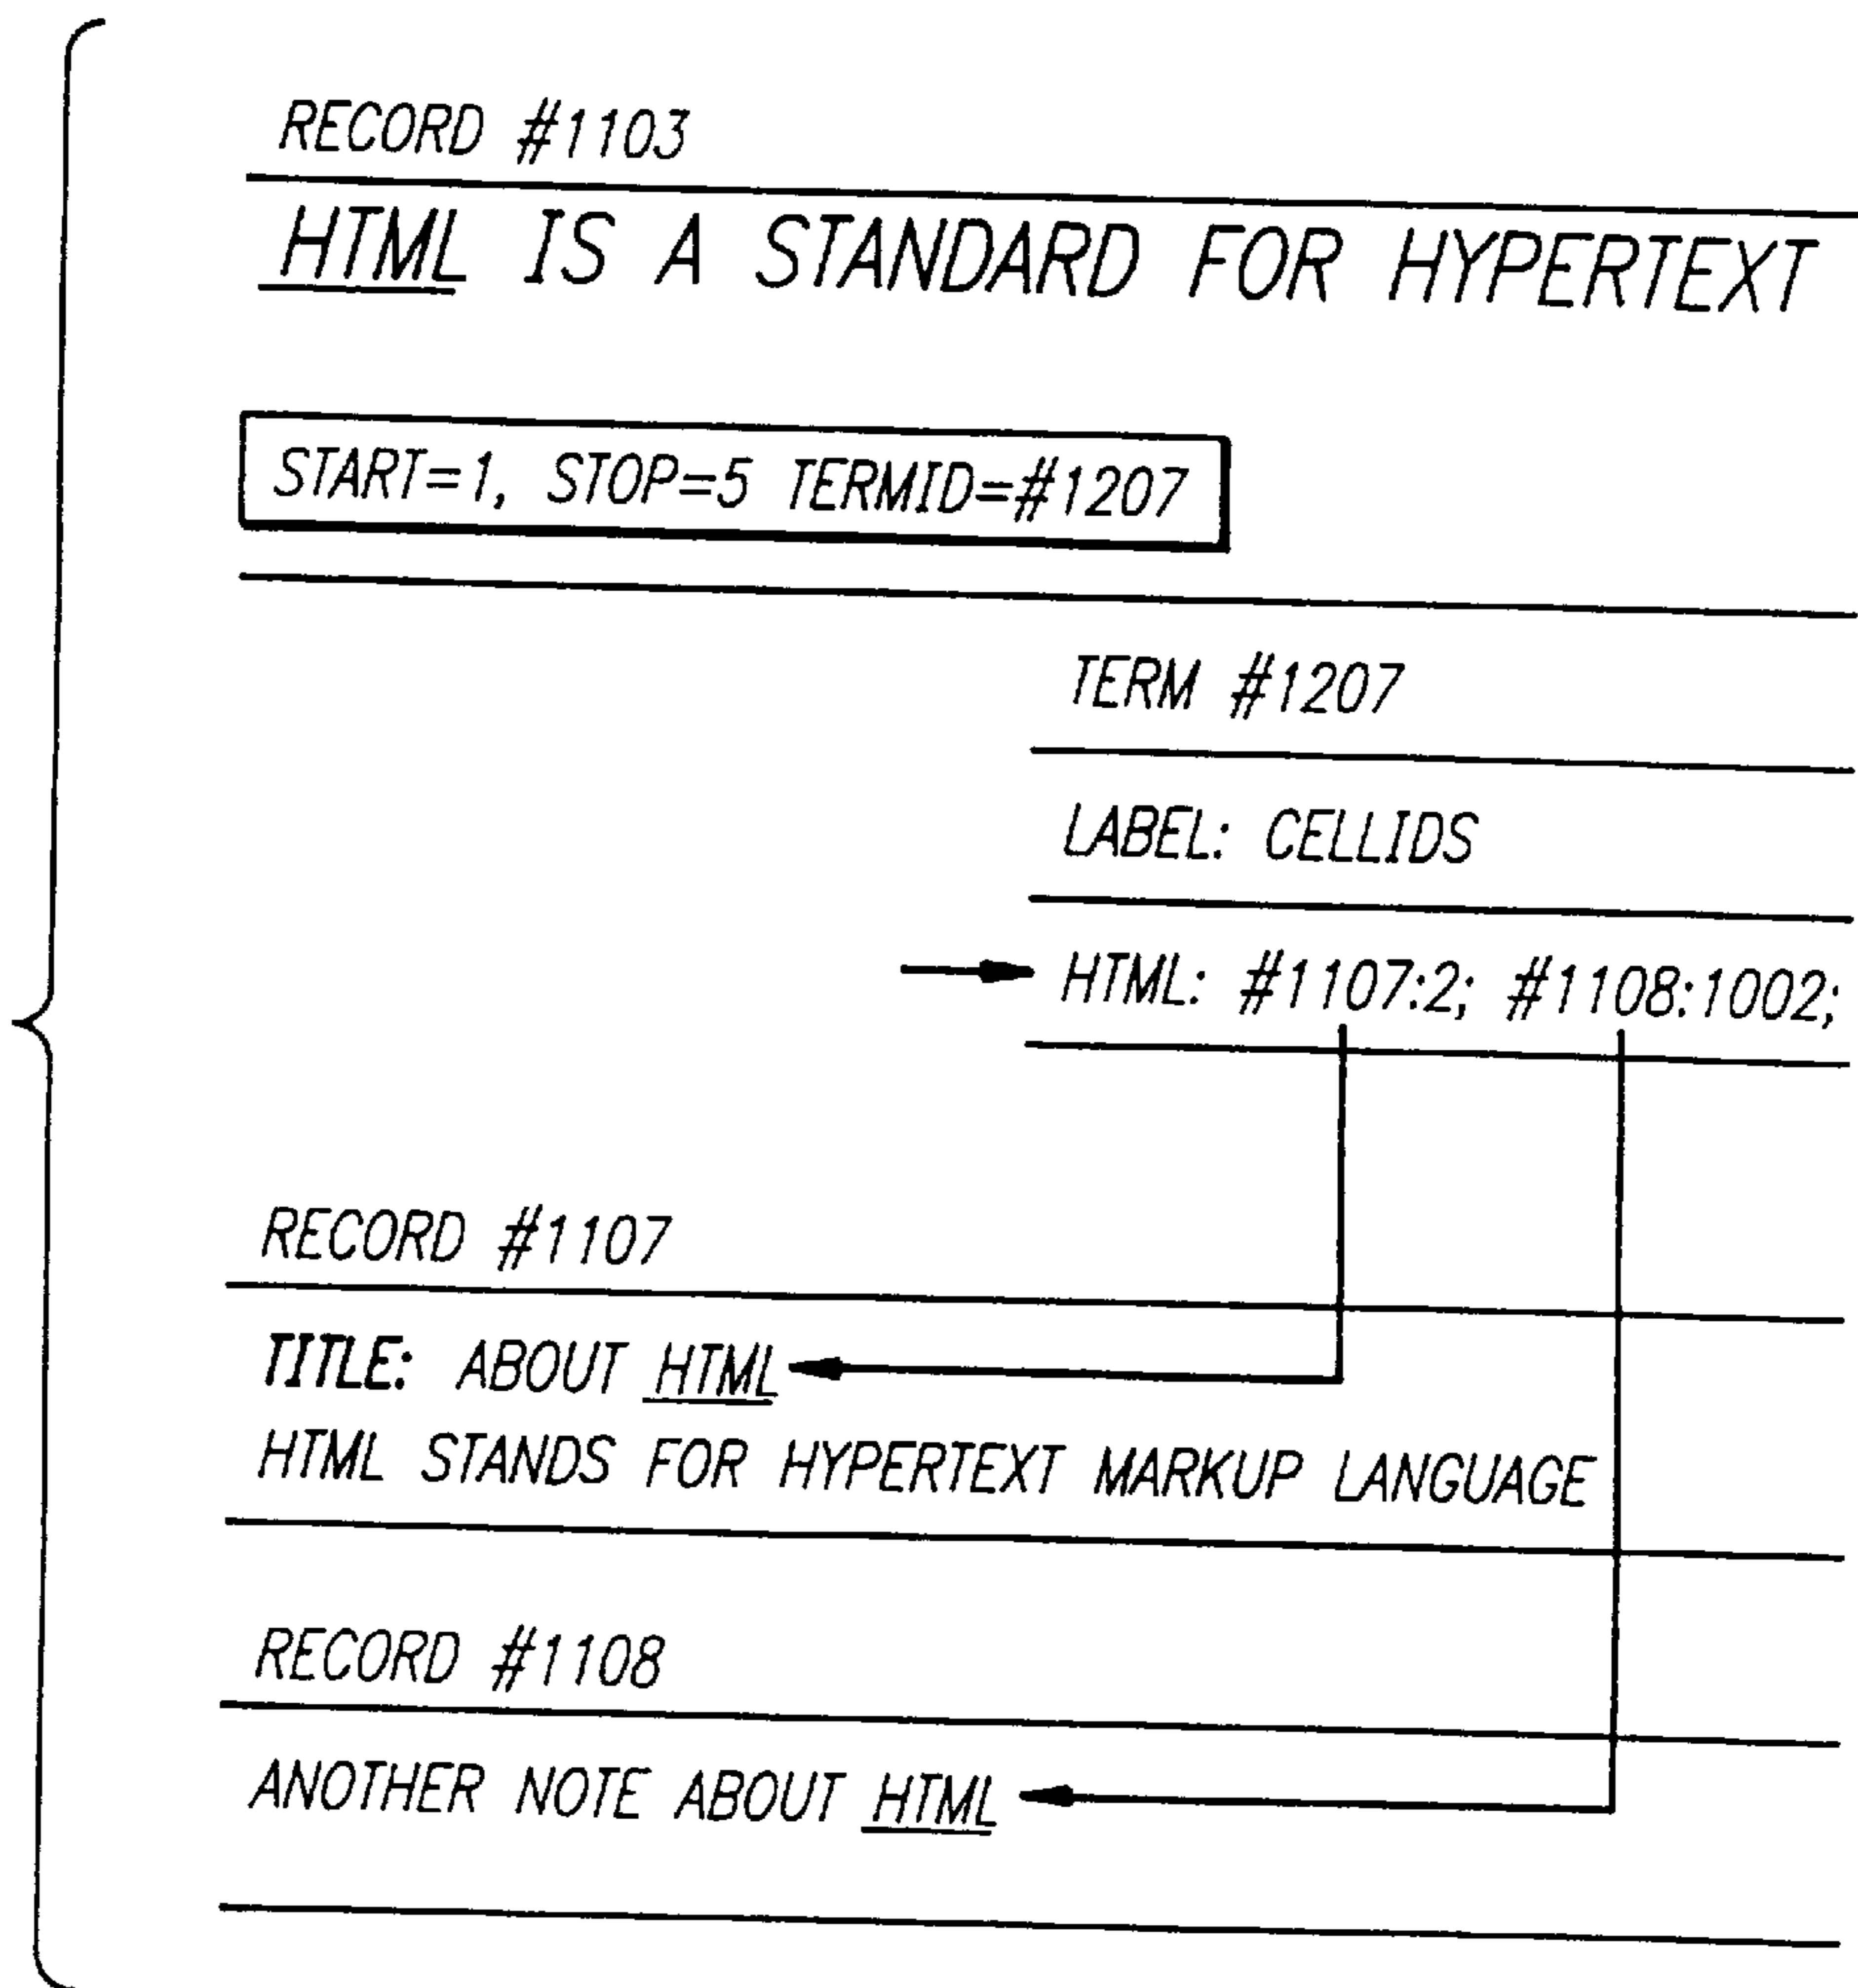 RECORD #1103
HTML IS A STANDARD FOR HYPERTEXT
START=1, STOP=5 TERMID=#1207
TERM #1207
LABEL: CELLIDS
HTML: #1107:2; #1108:1002;
RECORD #1107
TITLE: ABOUT HTML
HTML STANDS FOR HYPERTEXT MARKUP LANGUAGE
RECORD #1108
ANOTHER NOTE ABOUT HTML